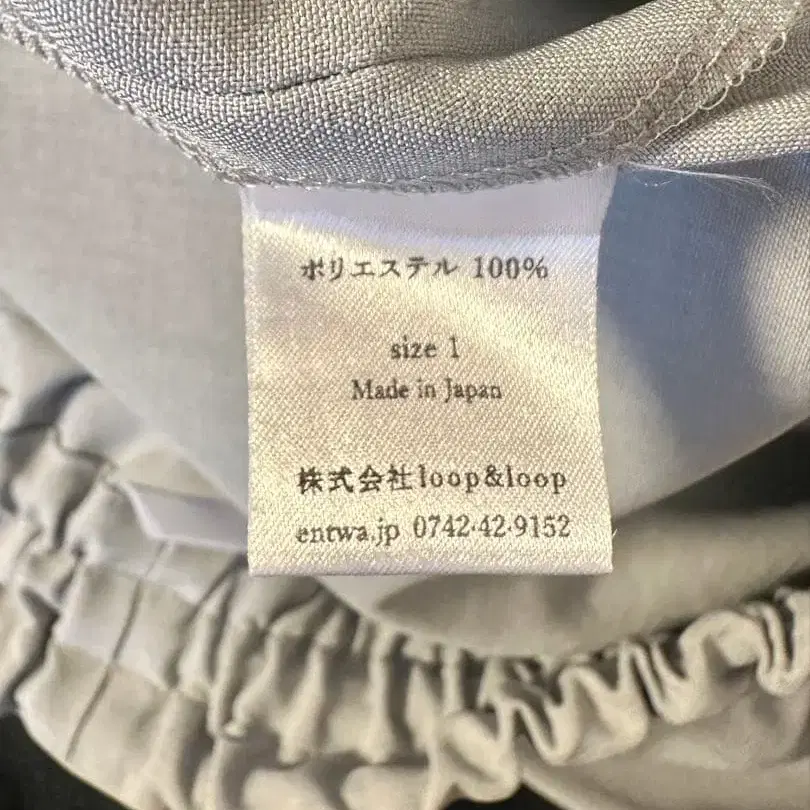 ポリエステル 100%
size 1
Made in Japan
株式会社loop&loop
entwa.jp 0742-42-9152